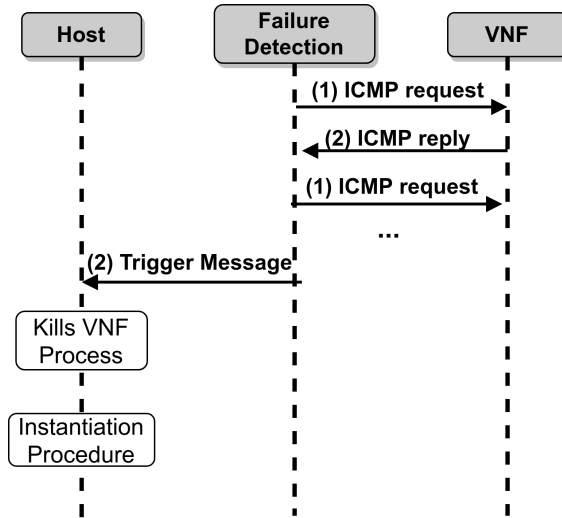 Host
Failure
Detection
VNF
(1) ICMP request
(2) ICMP reply
(1) ICMP request
...
(2) Trigger Message
Kills VNF
Process
Instantiation
Procedure